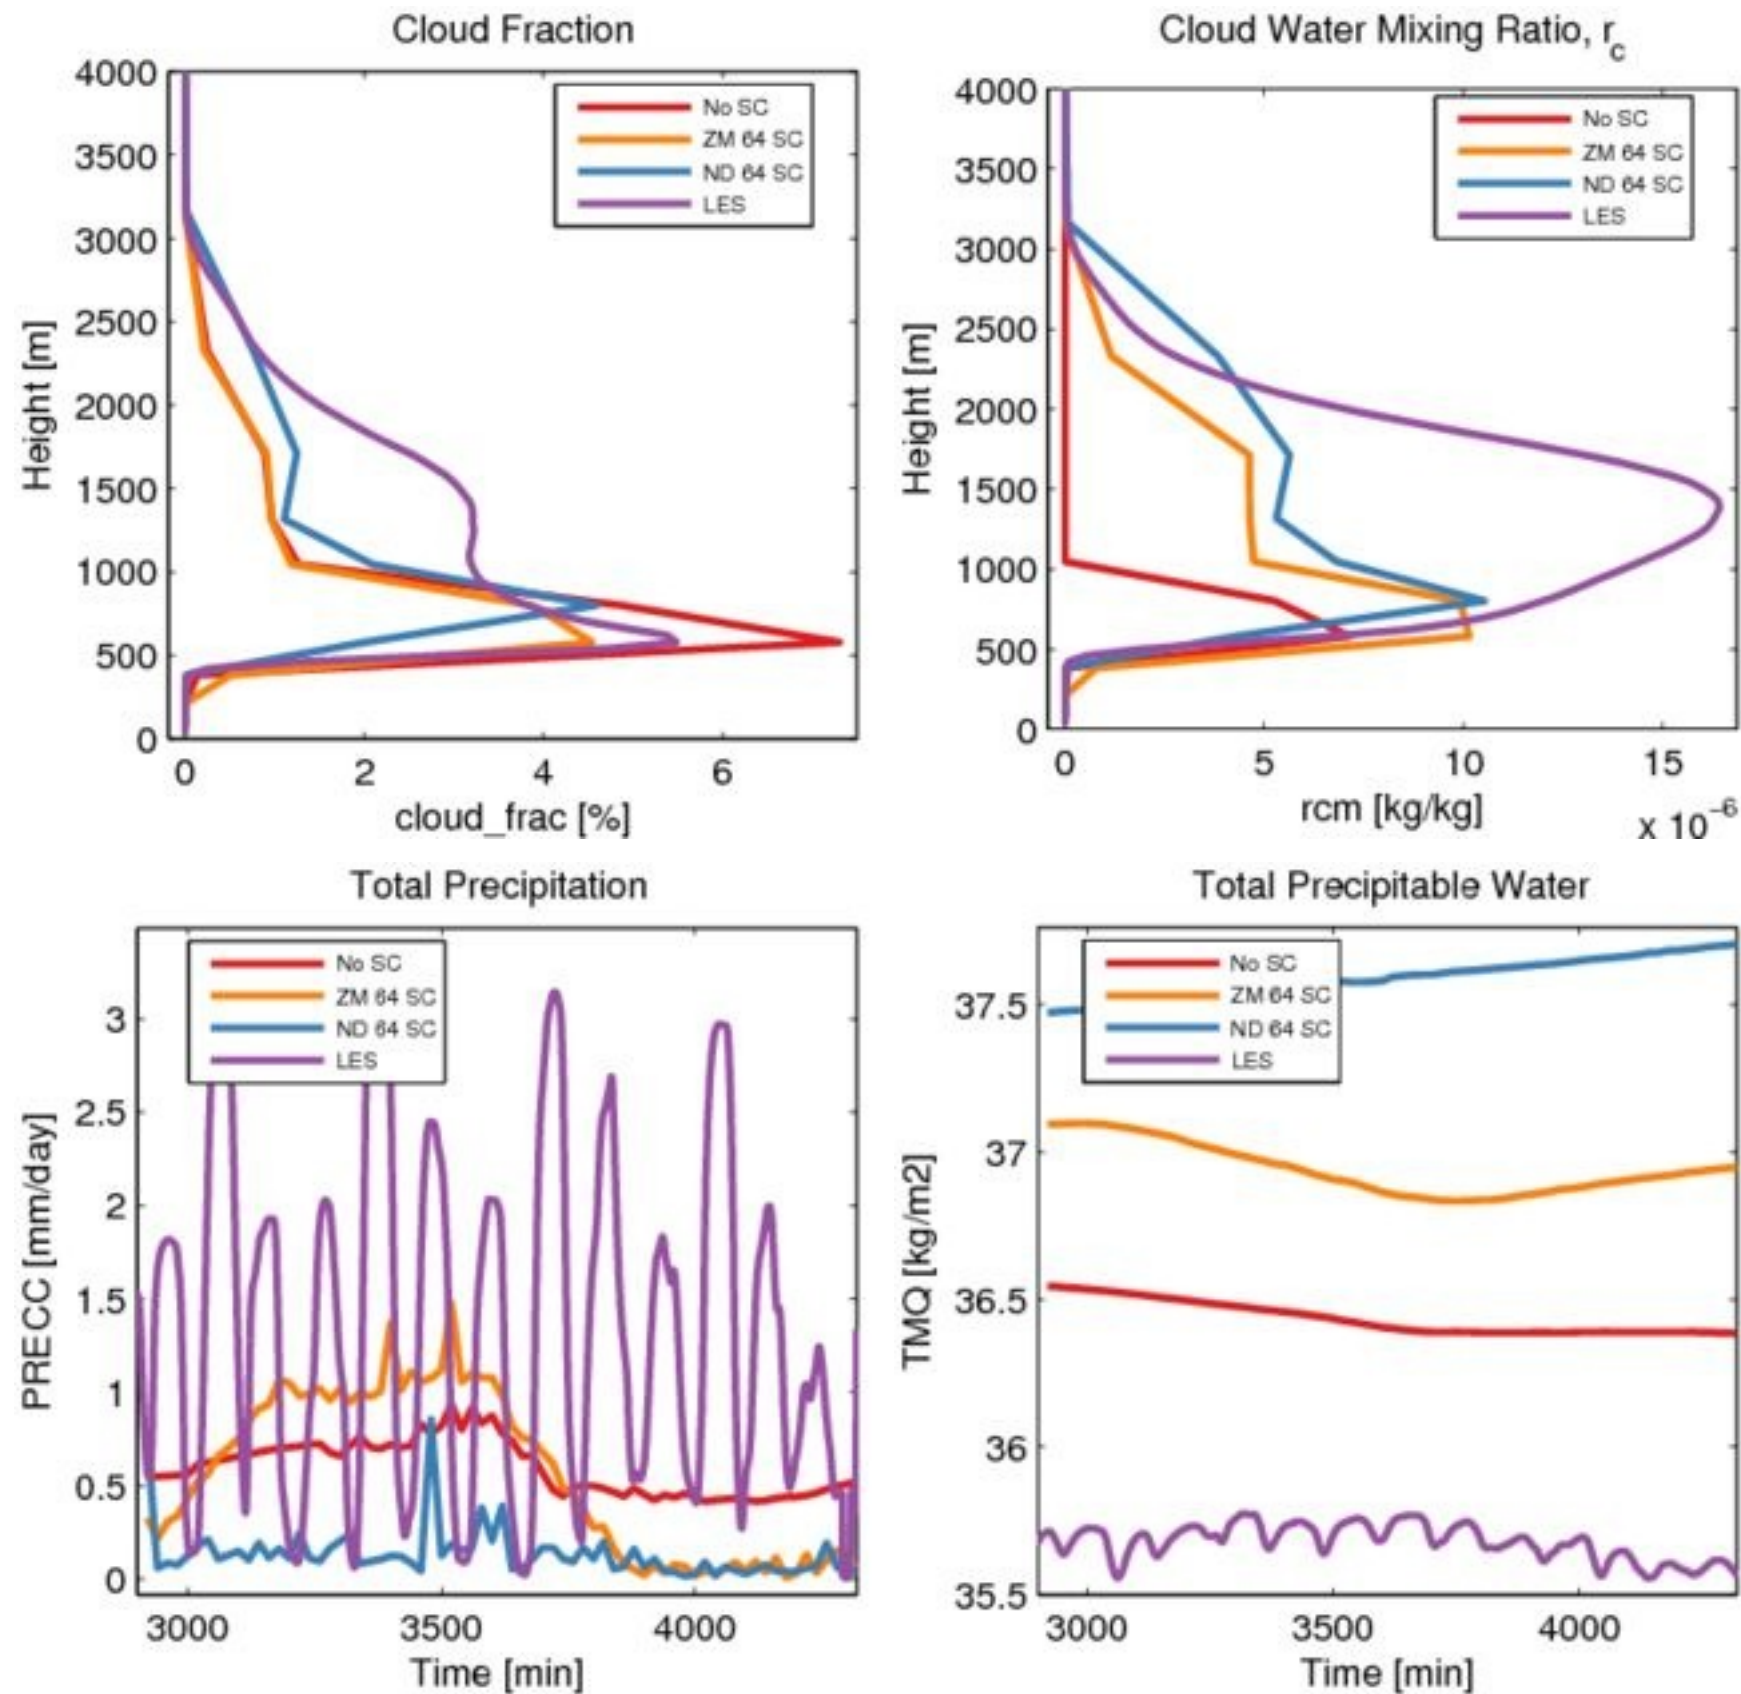 Cloud Fraction
4000
3500
3000
2500
2000
1500
1000
500
0
Height [m]
No SC
ZM 64 SC
ND 64 SC
LES
0 2 4 6
cloud_frac [%]
Cloud Water Mixing Ratio, r_c
4000
3500
3000
2500
2000
1500
1000
500
0
Height [m]
No SC
ZM 64 SC
ND 64 SC
LES
0 5 10 15
rcm [kg/kg]
x 10^-6
Total Precipitation
3
2.5
2
1.5
1
0.5
0
PRECC [mm/day]
No SC
ZM 64 SC
ND 64 SC
LES
3000 3500 4000
Time [min]
Total Precipitable Water
37.5
37
36.5
36
35.5
TMQ [kg/m2]
No SC
ZM 64 SC
ND 64 SC
LES
3000 3500 4000
Time [min]